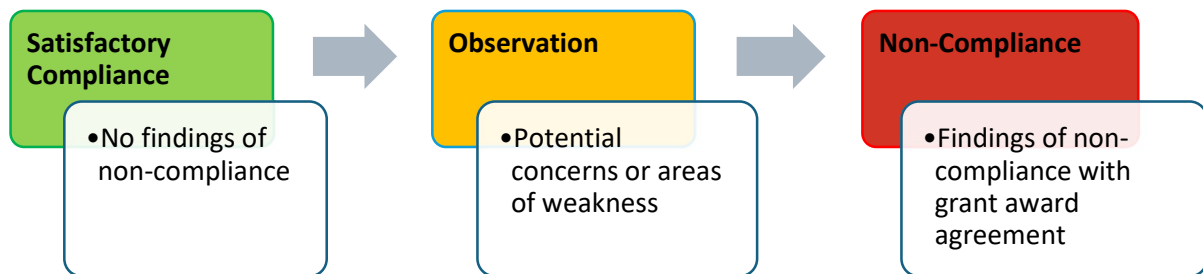 Satisfactory
Compliance
•No findings of
non-compliance
Observation
•Potential
concerns or areas
of weakness
Non-Compliance
•Findings of non-
compliance with
grant award
agreement